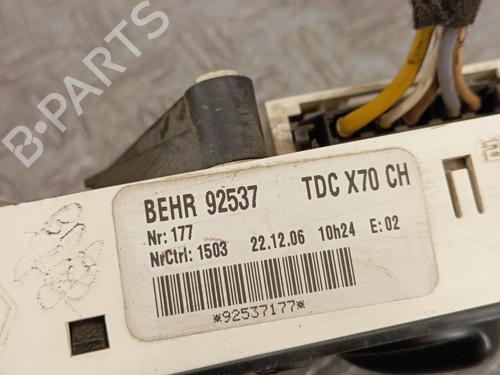 B-PARTS
BEHR 92537 TDC X70 CH
Nr: 177
NrCtrl: 1503 22.12.06 10h24 E: 02
*92537177*